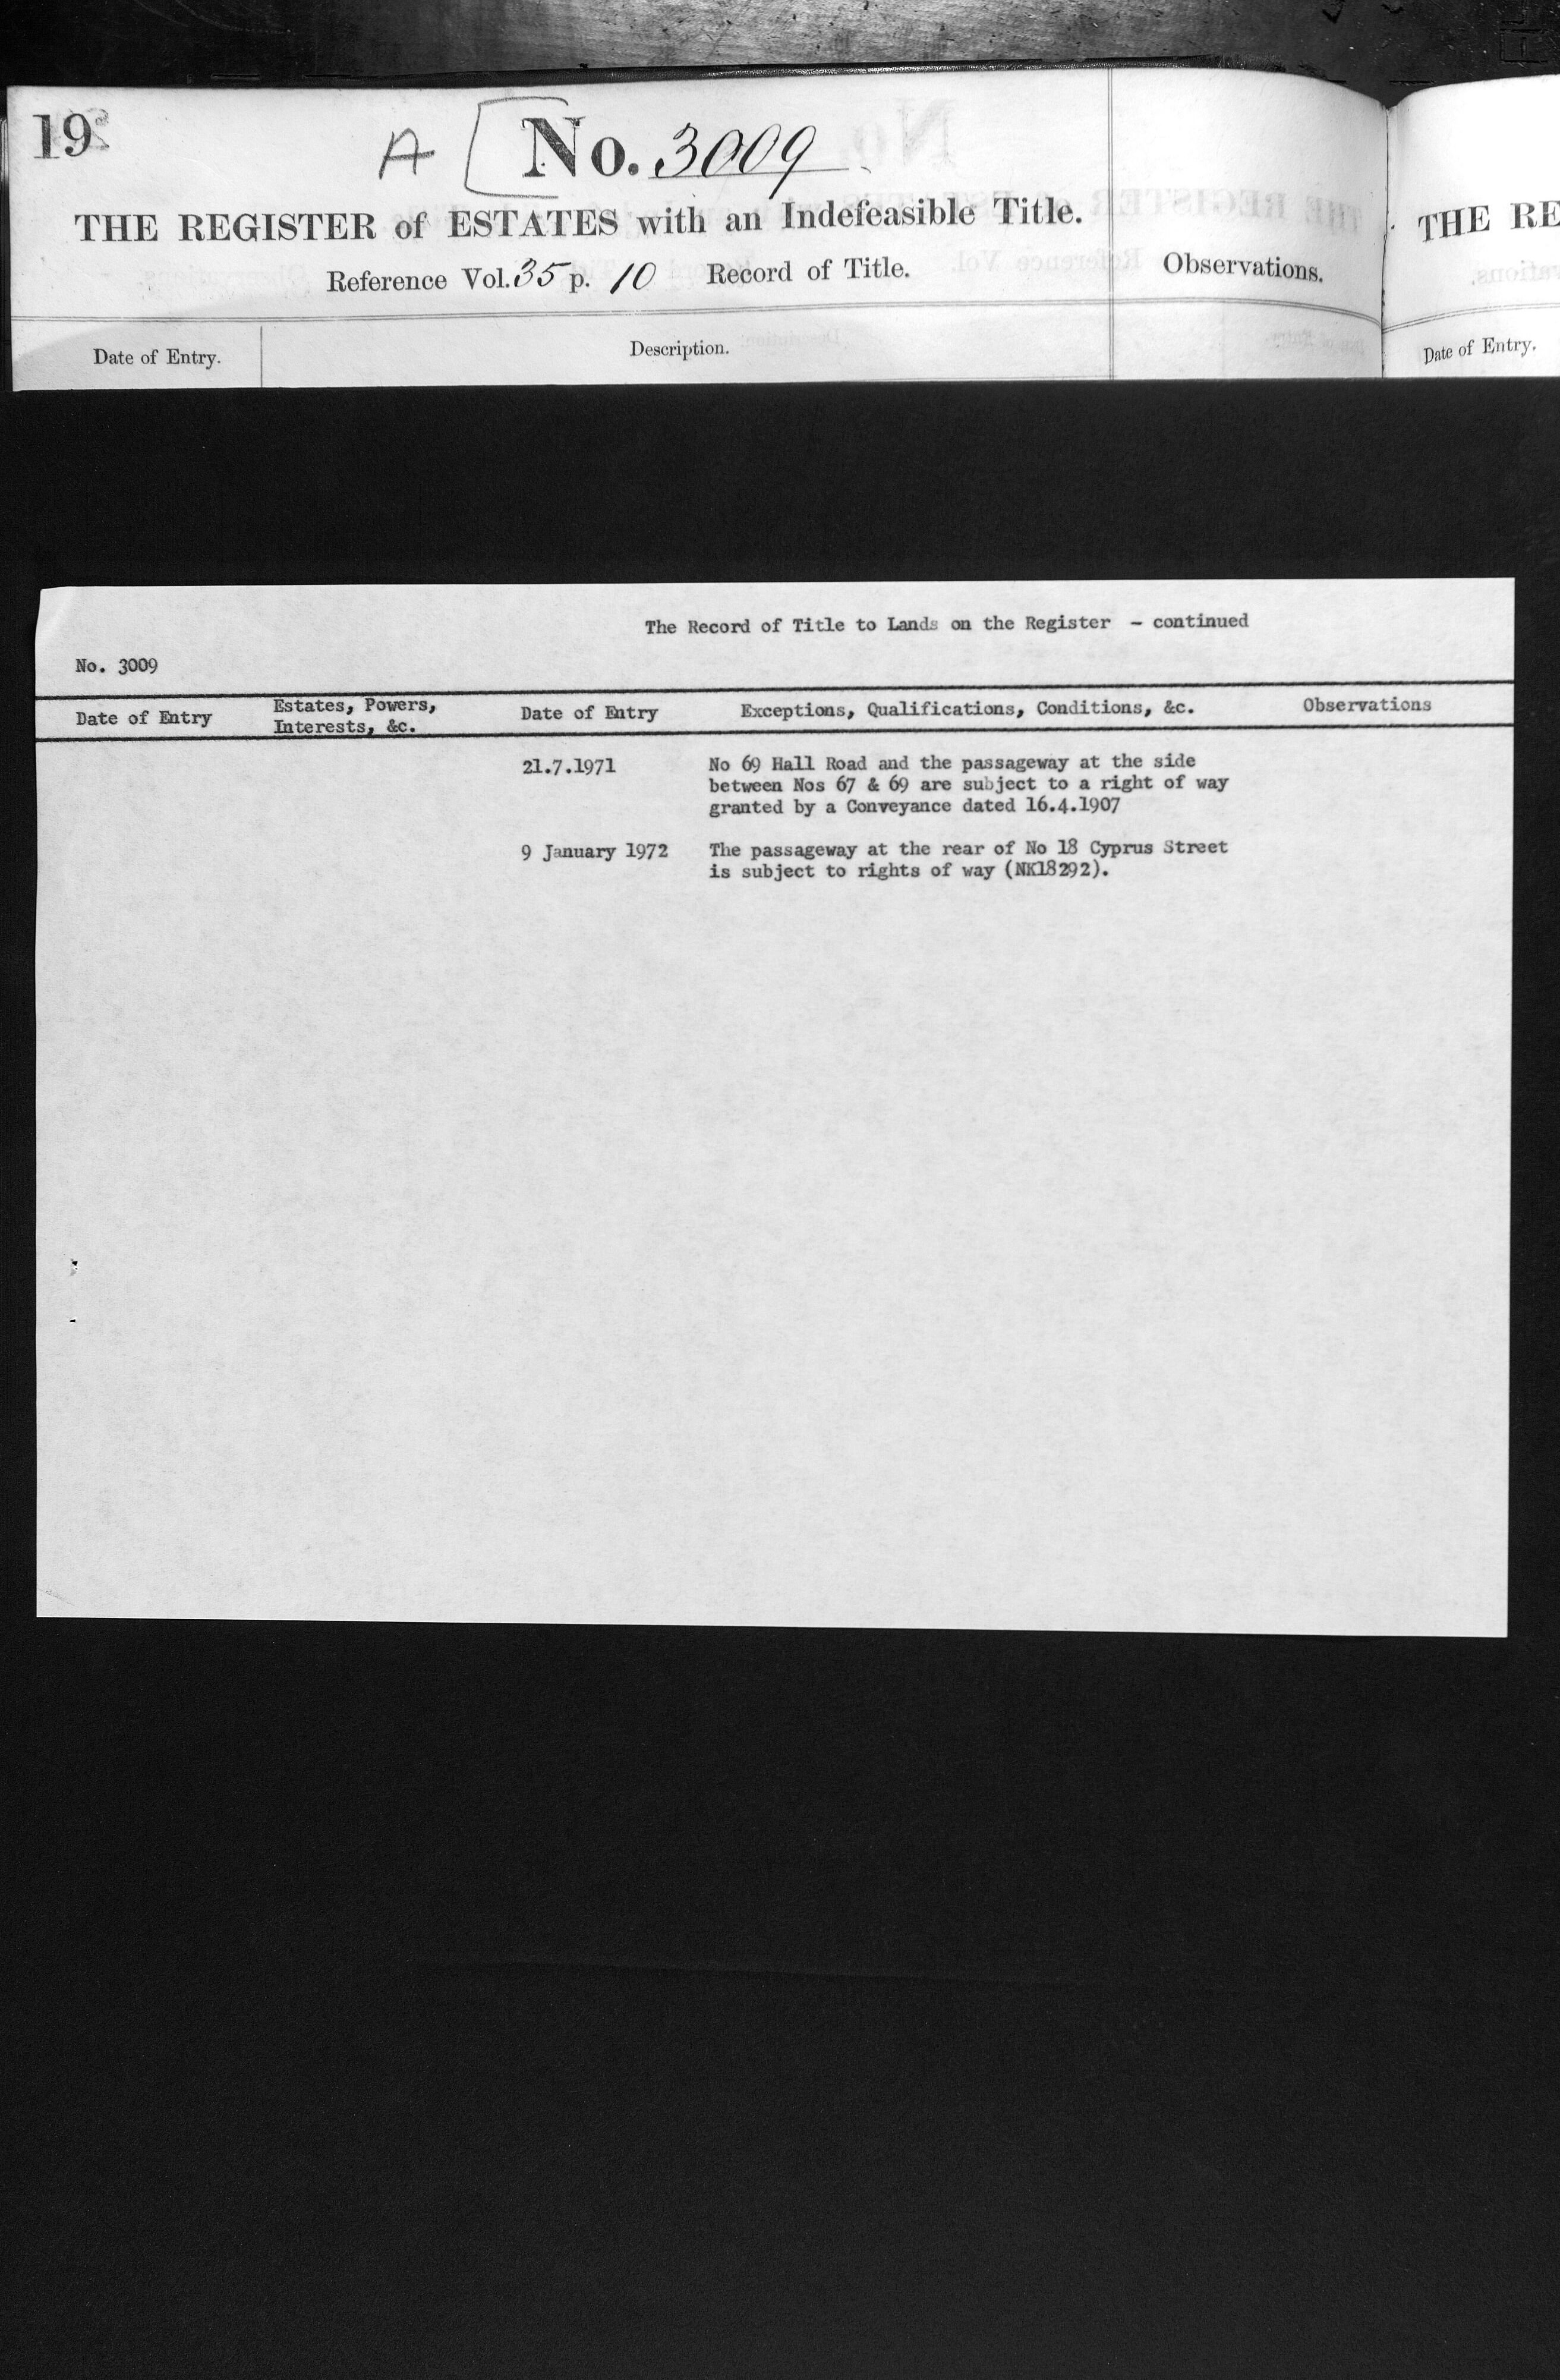 19
A [No. 3009
THE REGISTER of ESTATES with an Indefeasible Title.
Reference Vol. 35 p. 10 Record of Title.
Observations.
Date of Entry.
Description.
THE RE
Date of Entry.
The Record of Title to Lands on the Register - continued
No. 3009
Date of Entry
Estates, Powers,
Interests, &c.
Date of Entry
Exceptions, Qualifications, Conditions, &c.
Observations
21.7.1971 No 69 Hall Road and the passageway at the side
between Nos 67 & 69 are subject to a right of way
granted by a Conveyance dated 16.4.1907
9 January 1972 The passageway at the rear of No 18 Cyprus Street
is subject to rights of way (NK18292).